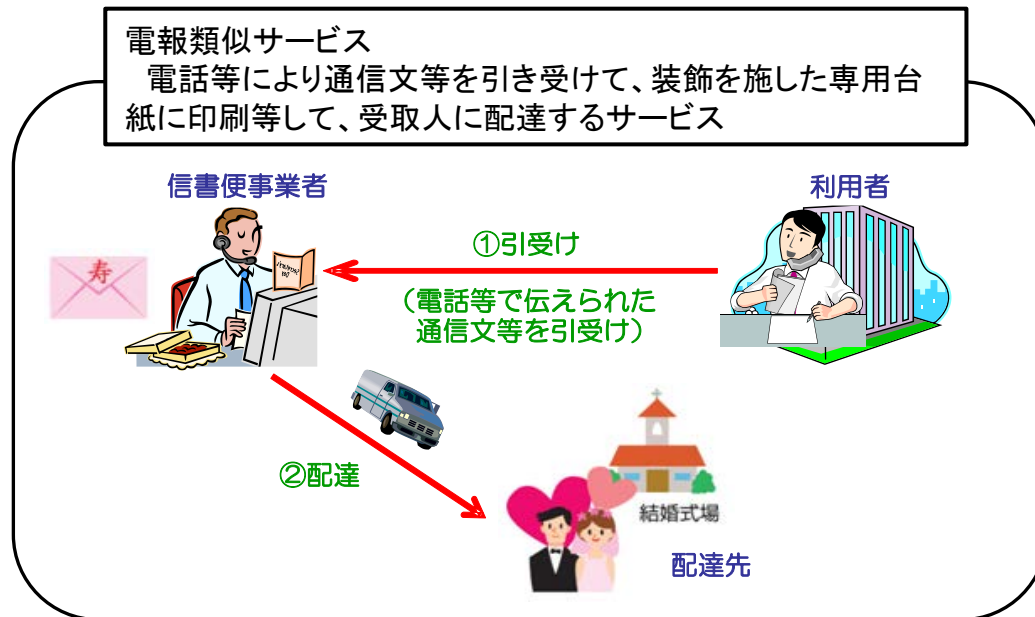 電報類似サービス
電話等により通信文等を引き受けて、装飾を施した専用台
紙に印刷等して、受取人に配達するサービス
信書便事業者
利用者
寿
①引受け
（電話等で伝えられた
通信文等を引受け）
②配達
結婚式場
配達先